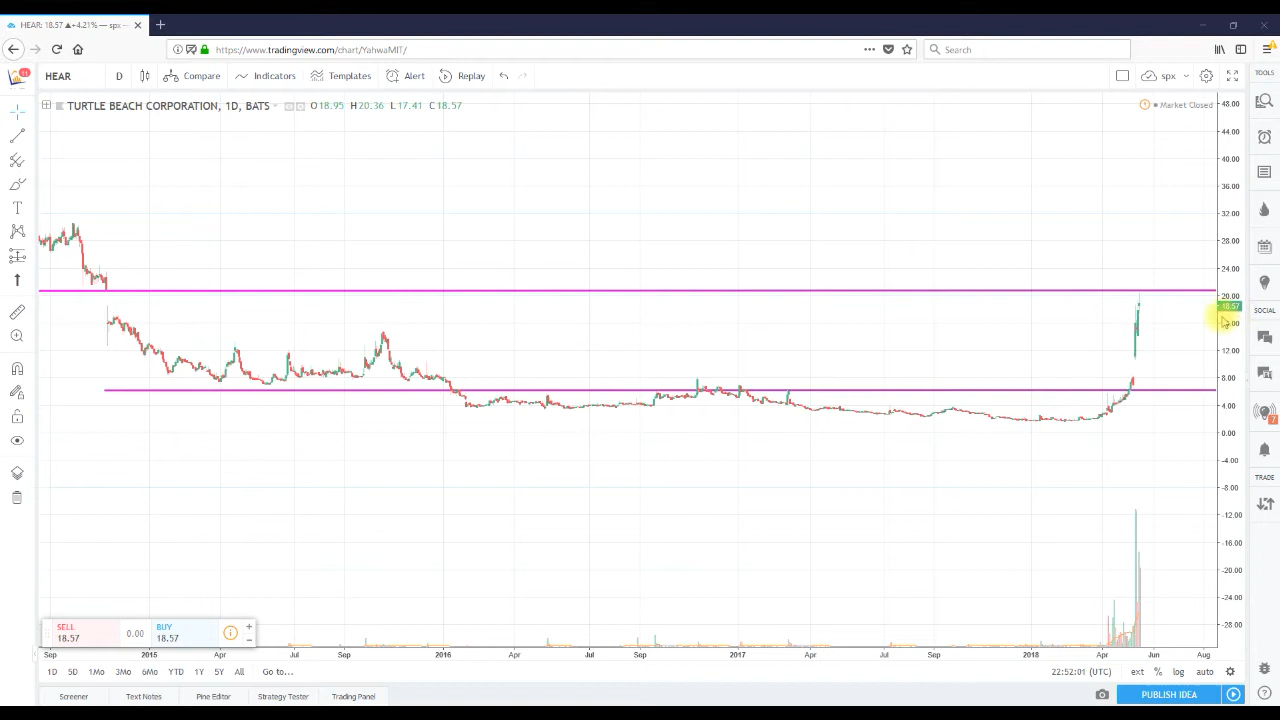 HEAR: 18.57 ▲+4.21% — spx
https://www.tradingview.com/chart/YahwaMIT/
Search
11
HEAR D Compare Indicators Templates Alert Replay spx
TOOLS
TURTLE BEACH CORPORATION, 1D, BATS O18.95 H20.36 L17.41 C18.57
Market Closed
48.00
44.00
40.00
36.00
32.00
28.00
24.00
20.00
18.57
12.00
8.00
4.00
0.00
-4.00
-8.00
-12.00
-16.00
-20.00
-24.00
-28.00
SOCIAL
7
TRADE
SELL
18.57
0.00
BUY
18.57
+
−
Sep 2015 Apr Jul Sep 2016 Apr Jul Sep 2017 Apr Jul Sep 2018 Apr Jun Aug
1D 5D 1Mo 3Mo 6Mo YTD 1Y 5Y All Go to... 22:52:01 (UTC) ext % log auto
Screener Text Notes Pine Editor Strategy Tester Trading Panel PUBLISH IDEA